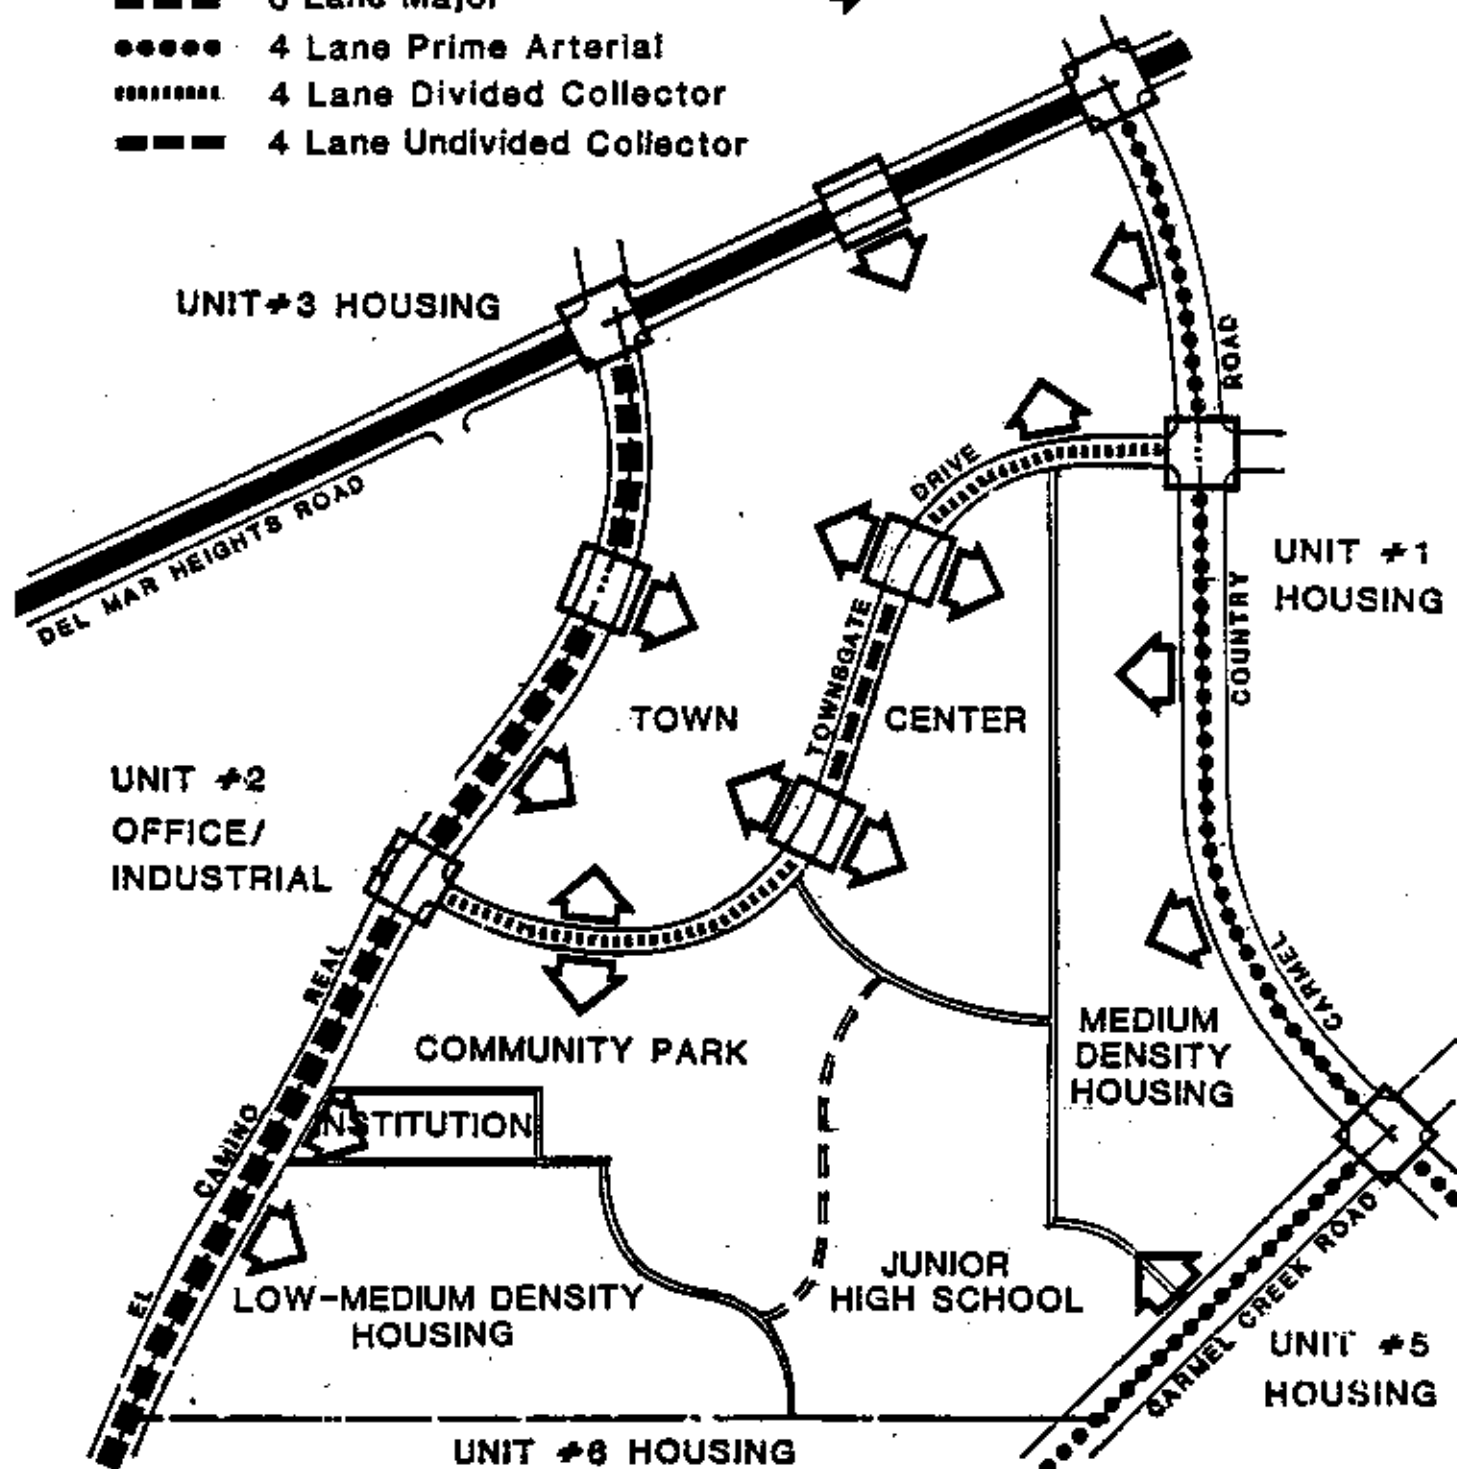 6 Lane Major
4 Lane Prime Arterial
4 Lane Divided Collector
4 Lane Undivided Collector
UNIT #3 HOUSING
DEL MAR HEIGHTS ROAD
ROAD
DRIVE
UNIT #1
HOUSING
COUNTRY
TOWNSGATE
TOWN CENTER
UNIT #2
OFFICE/
INDUSTRIAL
REAL
CARMEL
COMMUNITY PARK
MEDIUM
DENSITY
HOUSING
INSTITUTION
CAMINO
EL
LOW-MEDIUM DENSITY
HOUSING
JUNIOR
HIGH SCHOOL
CARMEL CREEK ROAD
UNIT #5
HOUSING
UNIT #6 HOUSING